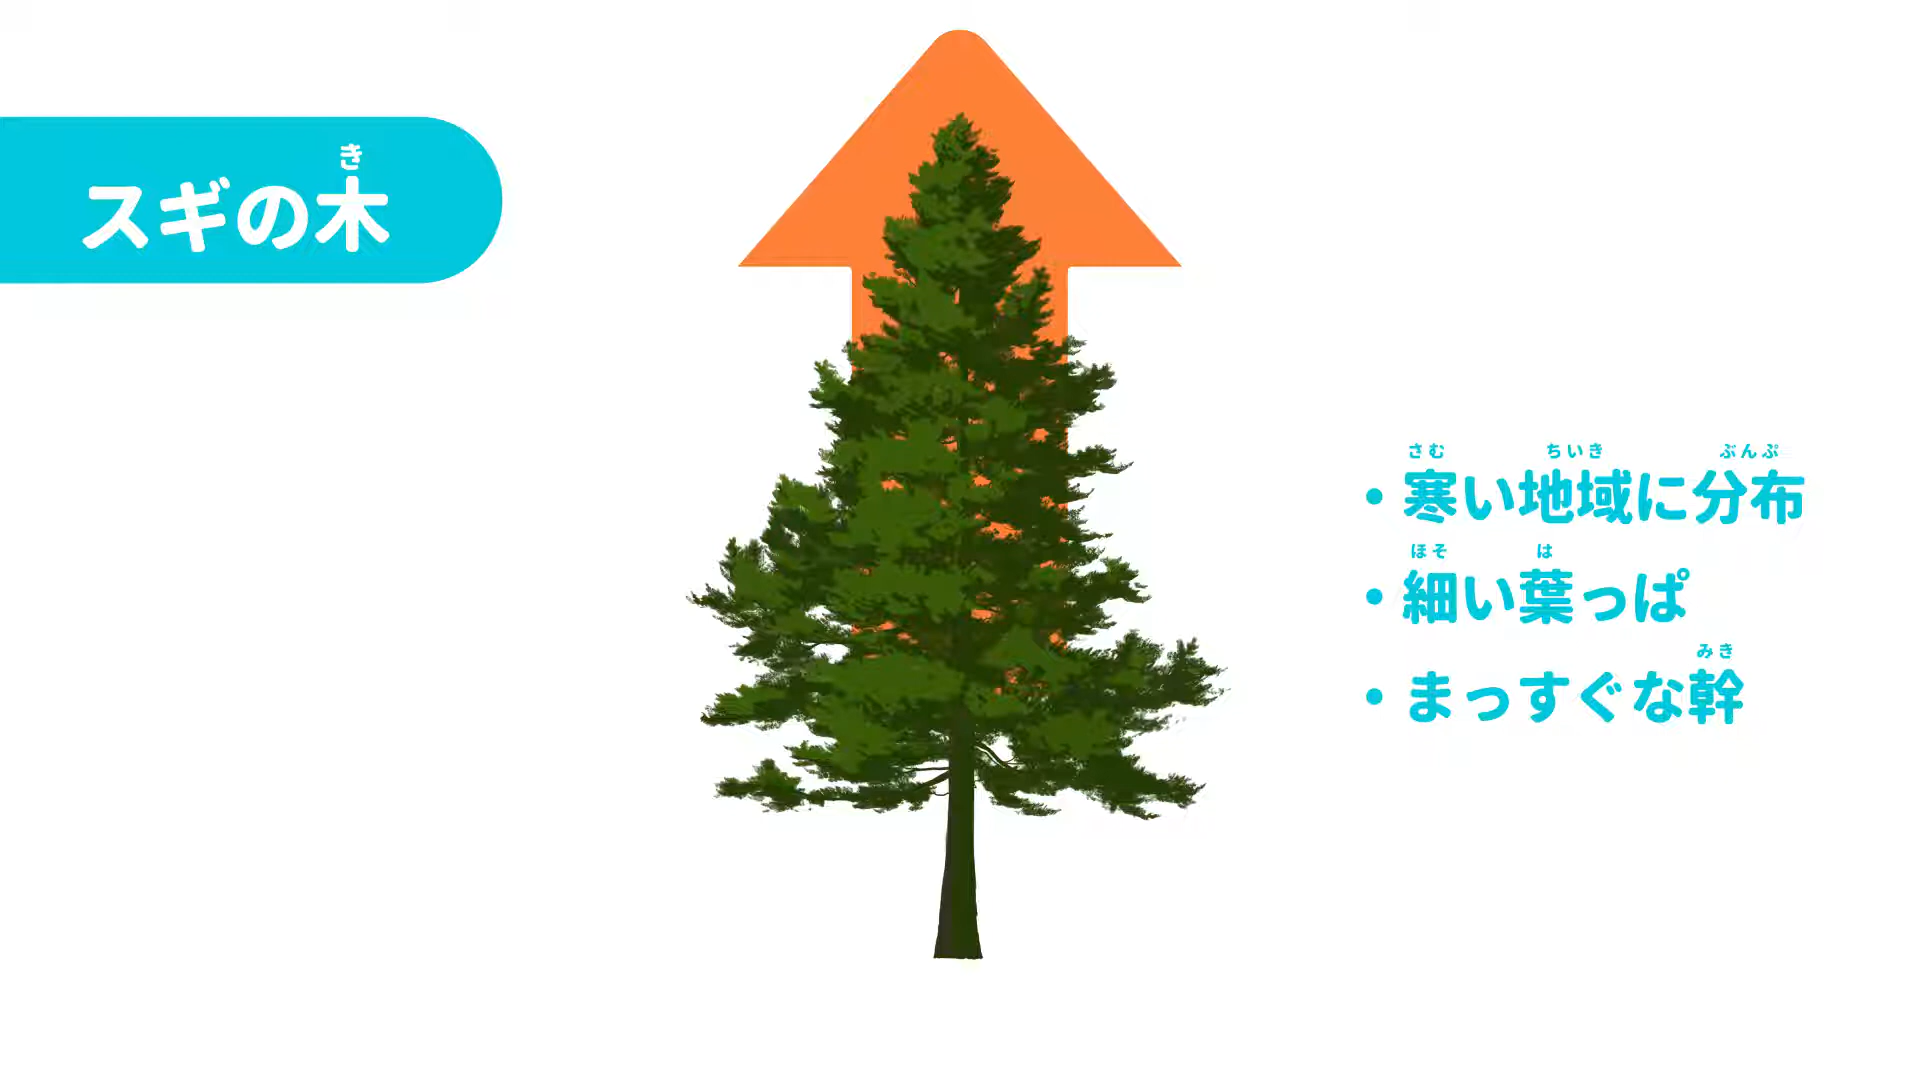 スギの木
き
・寒い地域に分布
さむ ちいき ぶんぷ
・細い葉っぱ
ほそ は
・まっすぐな幹
みき